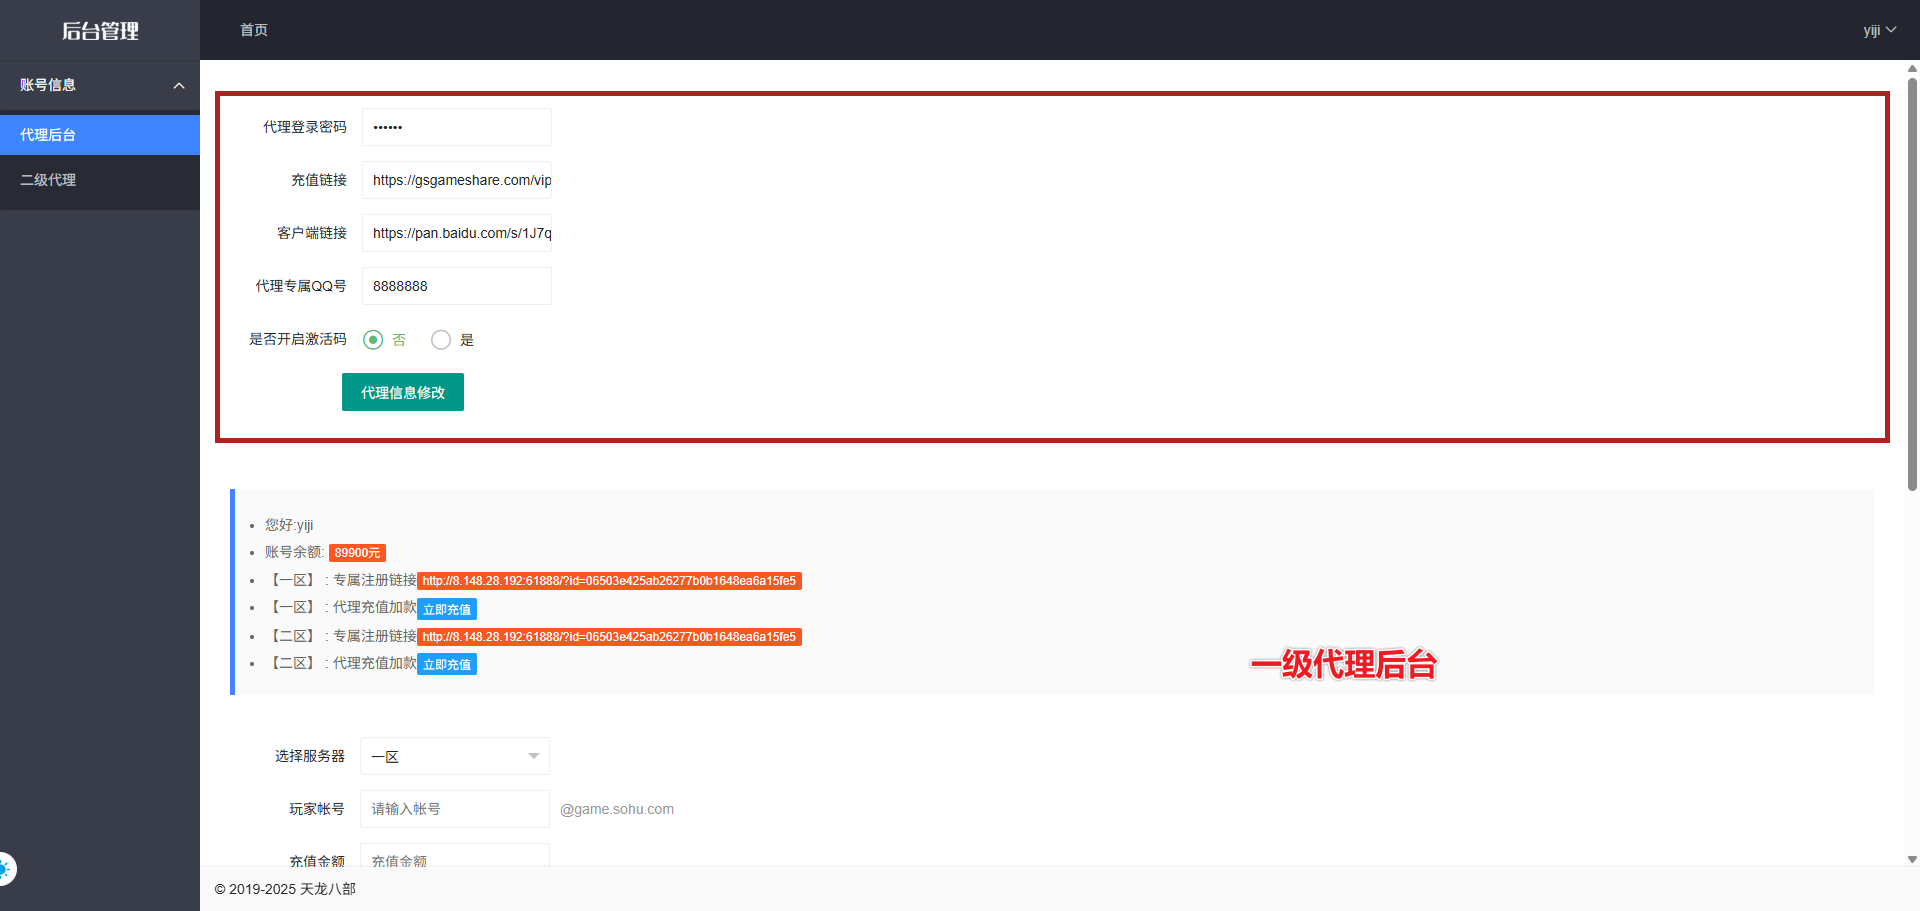 后台管理
首页
yiji
账号信息
代理后台
二级代理
代理登录密码 ••••••
充值链接 https://gsgameshare.com/vip
客户端链接 https://pan.baidu.com/s/1J7q
代理专属QQ号 8888888
是否开启激活码 否 是
代理信息修改
您好:yiji
账号余额: 89900元
【一区】 : 专属注册链接 http://8.148.28.192:61888/?id=06503e425ab26277b0b1648ea6a15fe5
【一区】 : 代理充值加款 立即充值
【二区】 : 专属注册链接 http://8.148.28.192:61888/?id=06503e425ab26277b0b1648ea6a15fe5
【二区】 : 代理充值加款 立即充值
一级代理后台
选择服务器 一区
玩家帐号 请输入帐号 @game.sohu.com
充值金额 充值金额
© 2019-2025 天龙八部